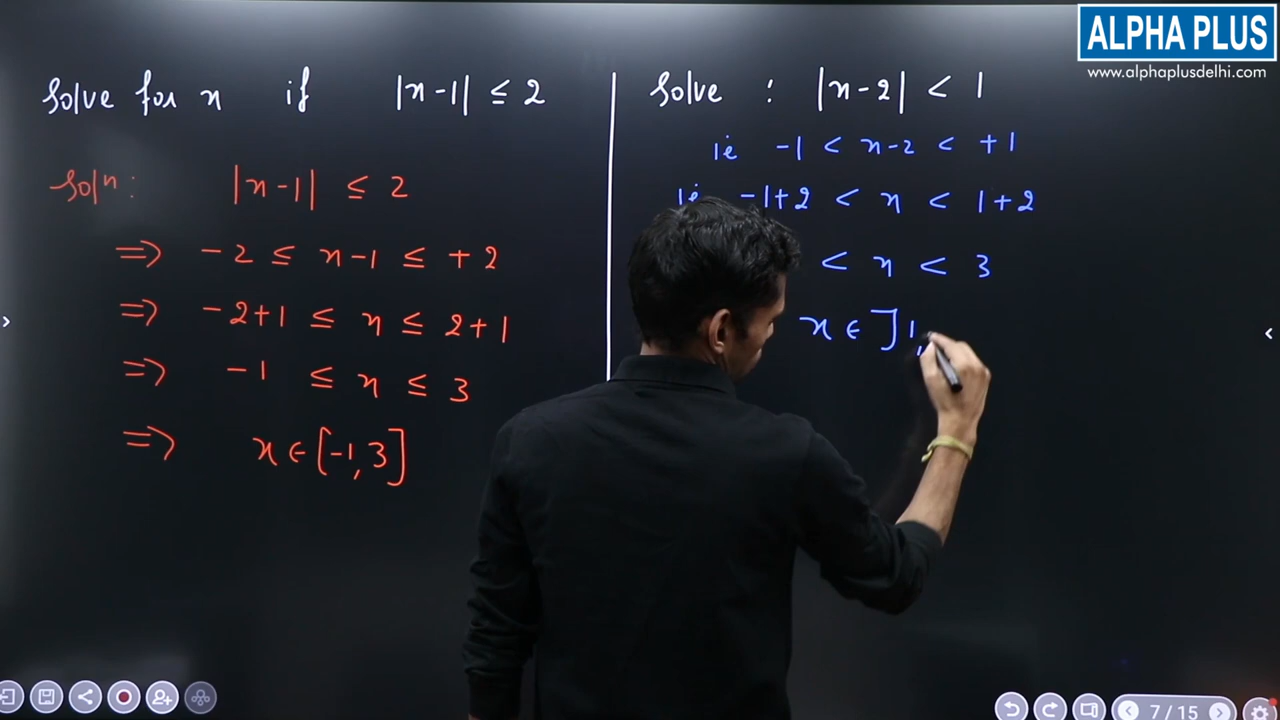 ALPHA PLUS
www.alphaplusdelhi.com
Solve for x if |x-1| ≤ 2
Solⁿ: |x-1| ≤ 2
=> -2 ≤ x-1 ≤ +2
=> -2+1 ≤ x ≤ 2+1
=> -1 ≤ x ≤ 3
=> x ∈ [-1,3]
Solve : |x-2| < 1
ie -1 < x-2 < +1
ie -1+2 < x < 1+2
< x < 3
x ∈ ]1,
7/15